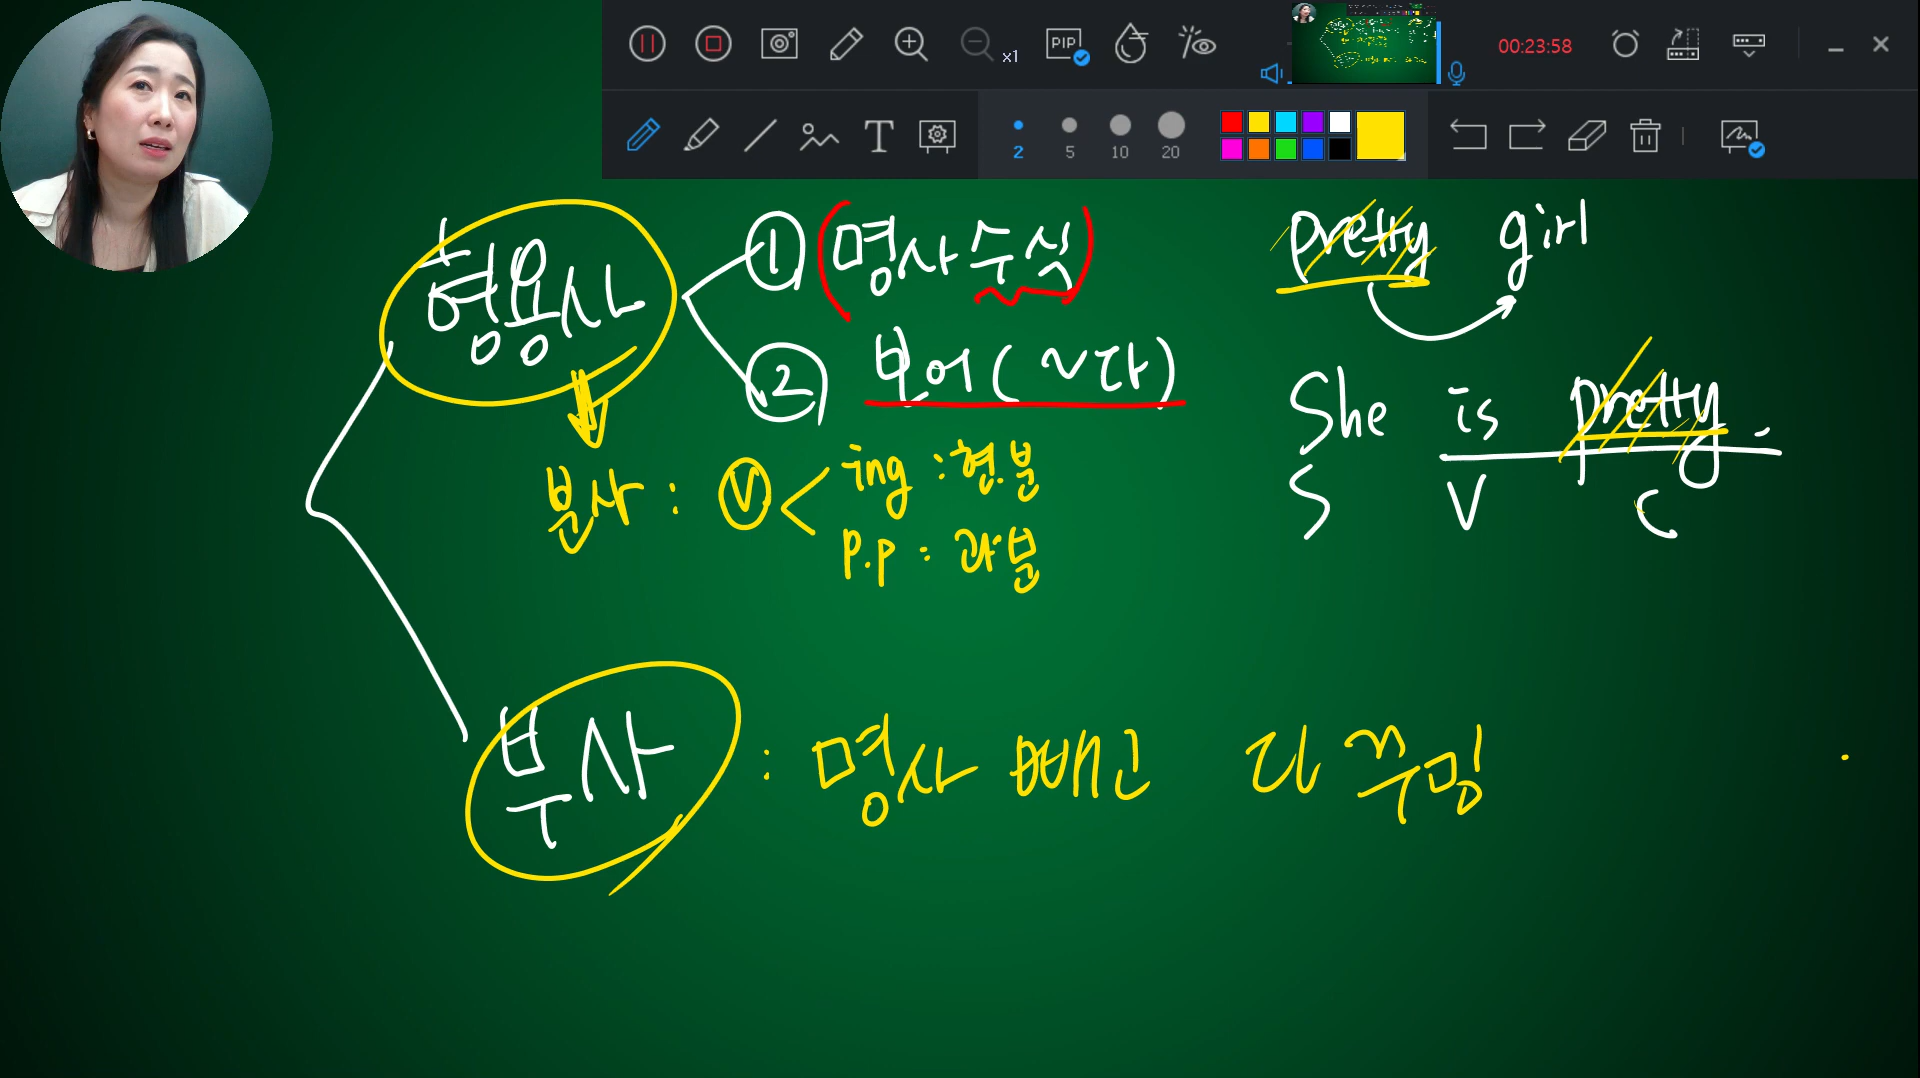 PIP
x1
00:23:58
T
2 5 10 20
형용사
① (명사 수식)
② 보어 (~다)
pretty girl
She is pretty.
S V C
분사 : Ⓥ < ing : 현.분
p.p : 과분
부사 : 명사 빼고 다 꾸밈